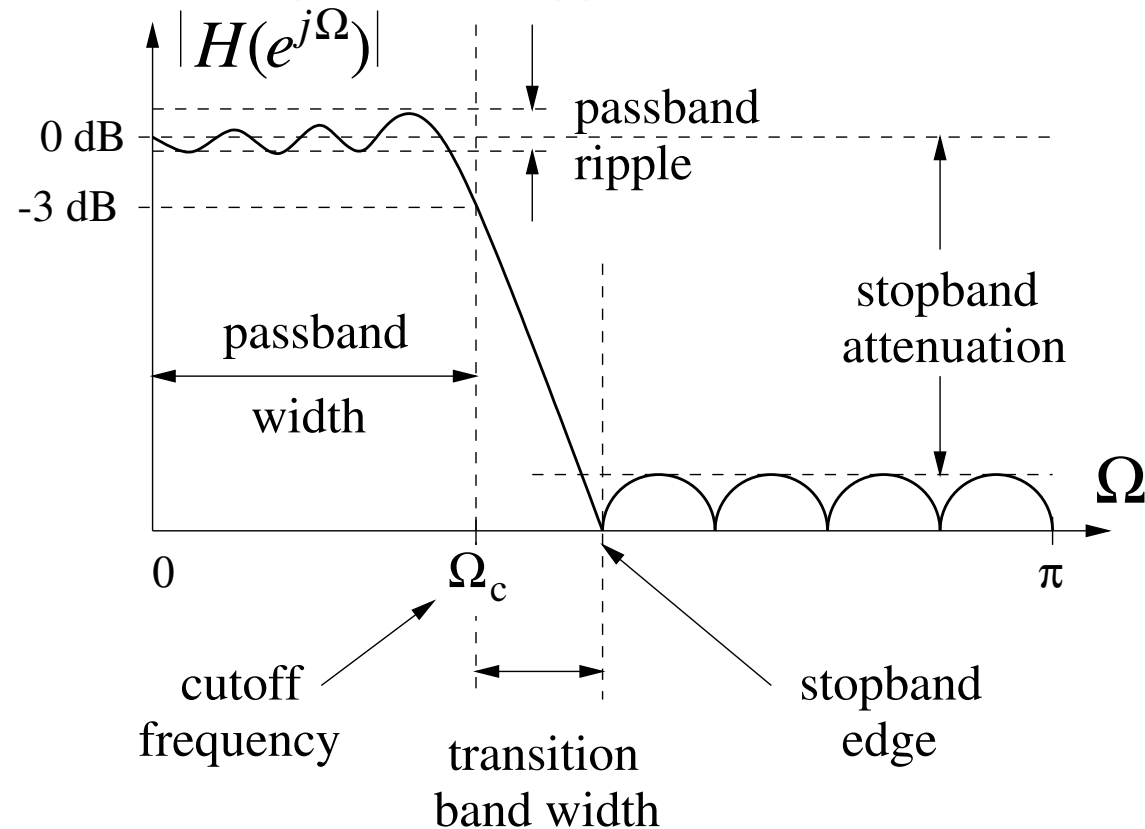 |H(e^{jΩ})|
0 dB
-3 dB
passband
ripple
passband
width
stopband
attenuation
Ω
0
Ω_c
π
cutoff
frequency
transition
band width
stopband
edge